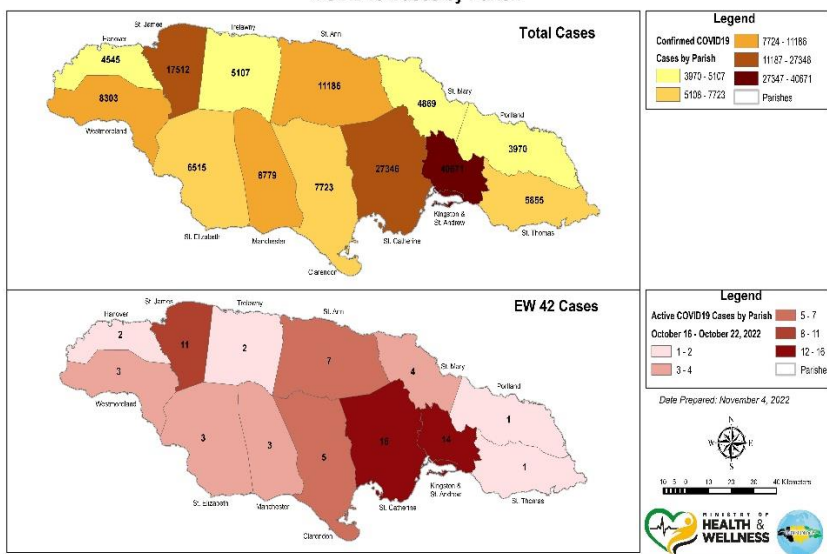 Total Cases
St. James
Trelawny
St. Ann
Hanover
4545
17512
5107
11186
St. Mary
8303
4869
Portland
Westmoreland
3970
6515
8779
7723
27346
40671
5855
Kingston &
St. Andrew
St. Thomas
St. Elizabeth
Manchester
St. Catherine
Clarendon
Legend
Confirmed COVID19
Cases by Parish
3970 - 5107
5108 - 7723
7724 - 11186
11187 - 27346
27347 - 40671
Parishes
EW 42 Cases
St. James
Trelawny
St. Ann
Hanover
2
11
2
7
St. Mary
3
4
Portland
Westmoreland
1
3
3
5
14
1
Kingston &
St. Andrew
St. Thomas
St. Elizabeth
Manchester
St. Catherine
Clarendon
Legend
Active COVID19 Cases by Parish
October 16 - October 22, 2022
1 - 2
3 - 4
5 - 7
8 - 11
12 - 16
Parishes
Date Prepared: November 4, 2022
N
W E
S
10 5 0 10 20 30 40 Kilometers
MINISTRY OF
HEALTH &
WELLNESS